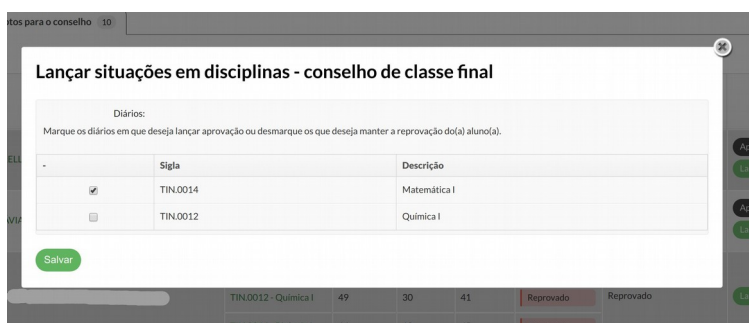 tos para o conselho 10
Lançar situações em disciplinas - conselho de classe final
Diários:
Marque os diários em que deseja lançar aprovação ou desmarque os que deseja manter a reprovação do(a) aluno(a).
- Sigla Descrição
TIN.0014 Matemática I
TIN.0012 Química I
Salvar
TIN.0012 - Química I 49 30 41 Reprovado Reprovado